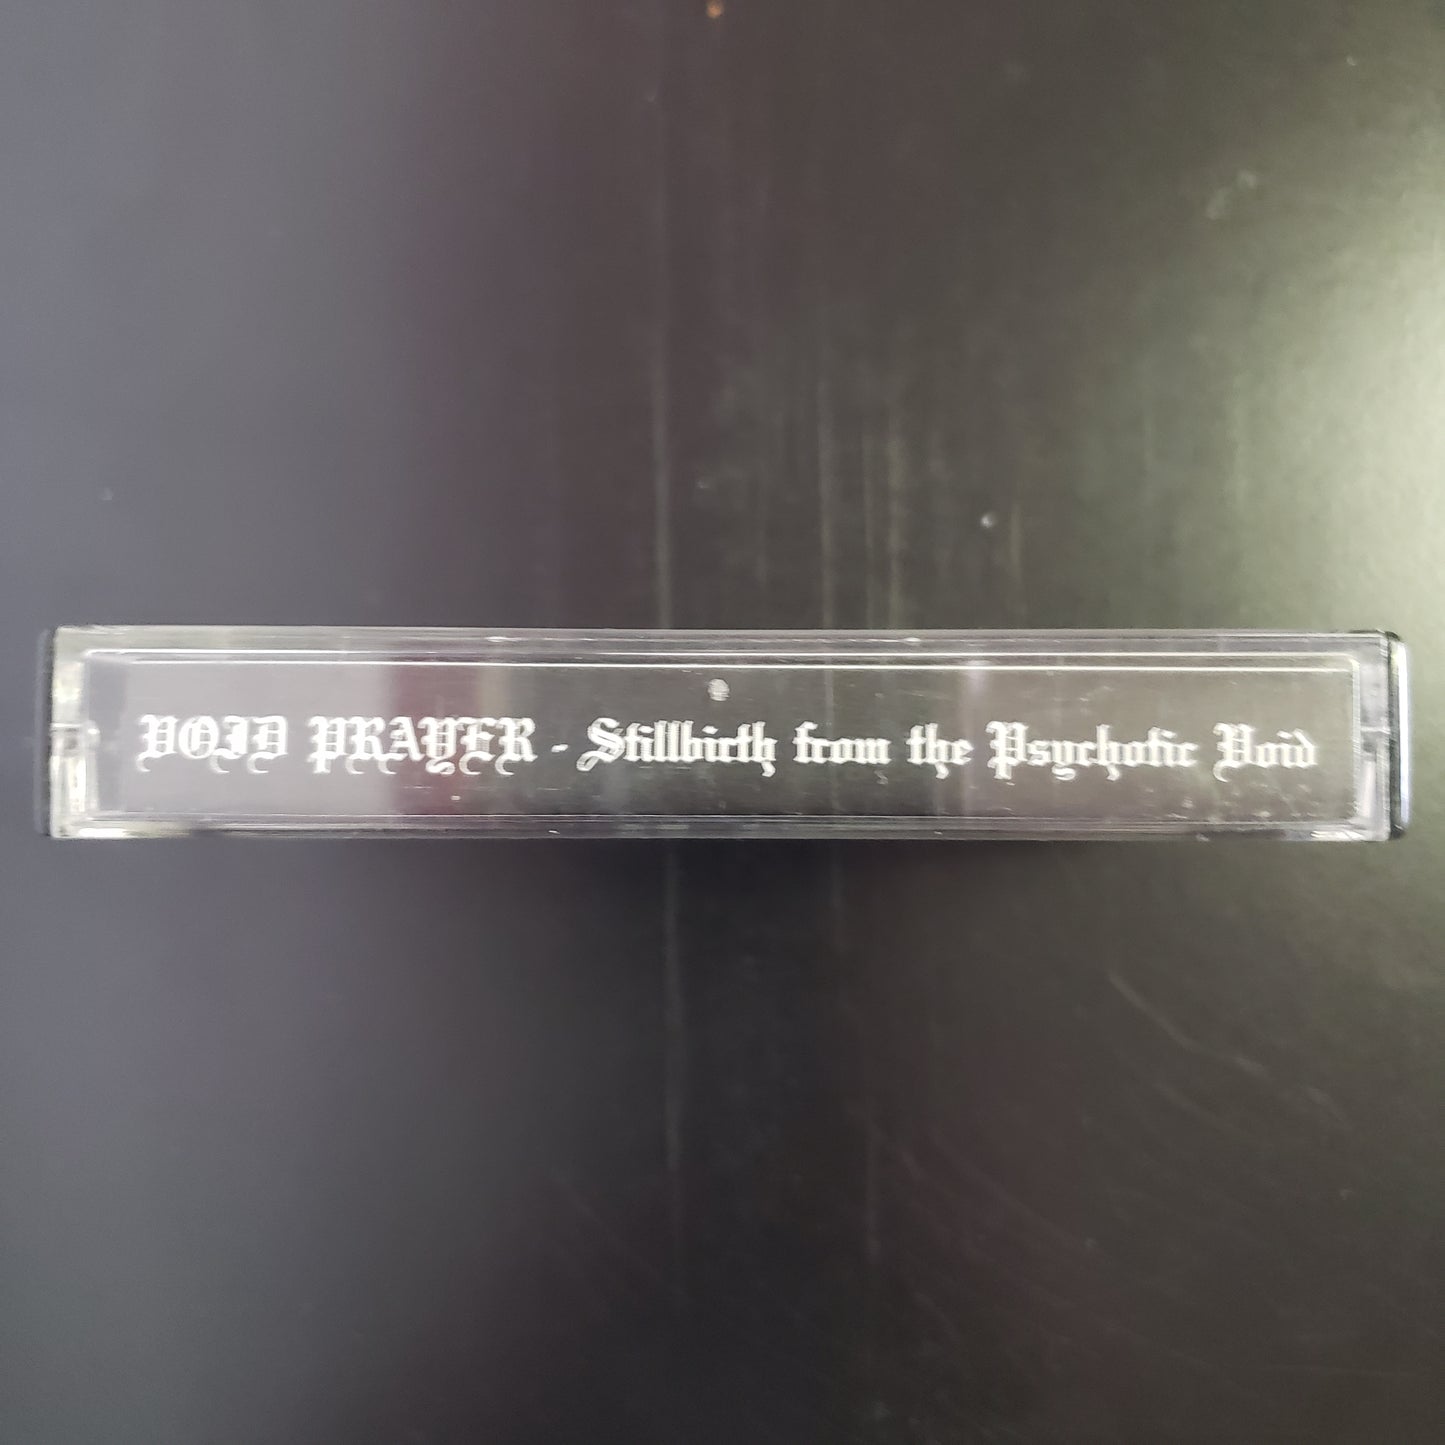 VOID PRAYER - Stillbirth from the Psychotic Void